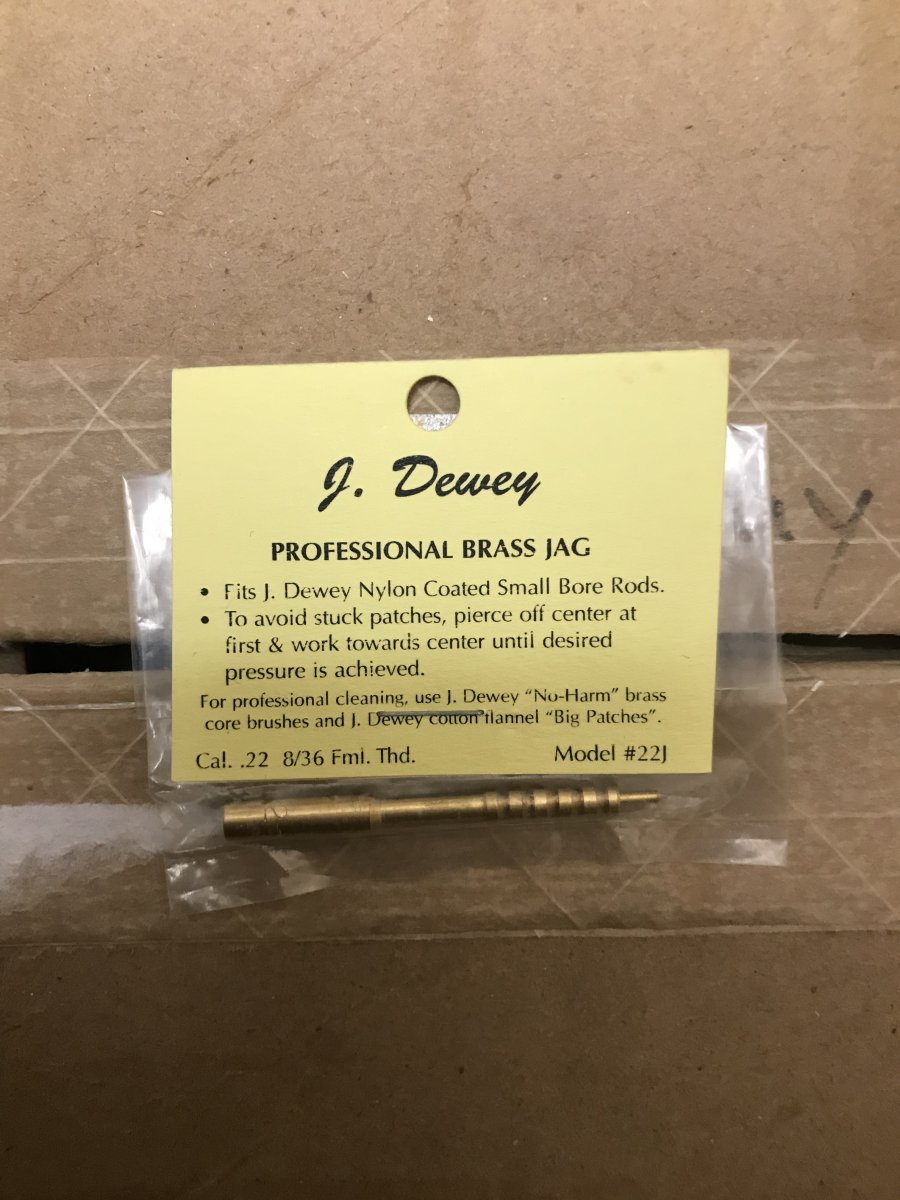 J. Dewey
PROFESSIONAL BRASS JAG
• Fits J. Dewey Nylon Coated Small Bore Rods.
• To avoid stuck patches, pierce off center at
first & work towards center until desired
pressure is achieved.
For professional cleaning, use J. Dewey "No-Harm" brass
core brushes and J. Dewey cotton flannel "Big Patches".
Cal. .22 8/36 Fml. Thd. Model #22J